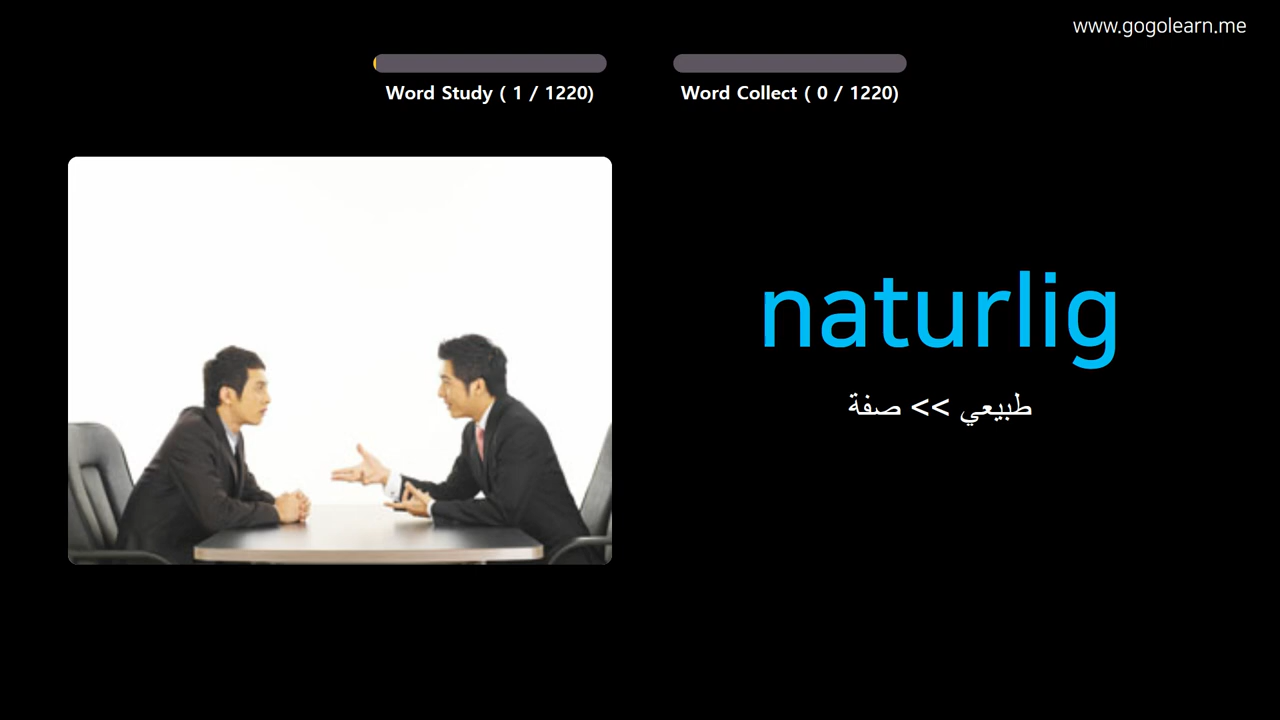 www.gogolearn.me
Word Study ( 1 / 1220)
Word Collect ( 0 / 1220)
naturlig
طبيعي >> صفة